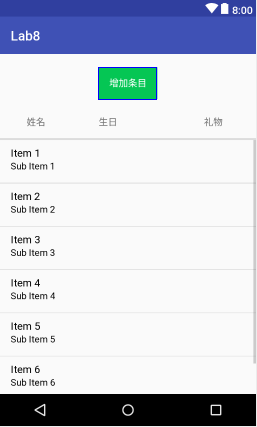 8:00
Lab8
增加条目
姓名 生日 礼物
Item 1
Sub Item 1
Item 2
Sub Item 2
Item 3
Sub Item 3
Item 4
Sub Item 4
Item 5
Sub Item 5
Item 6
Sub Item 6